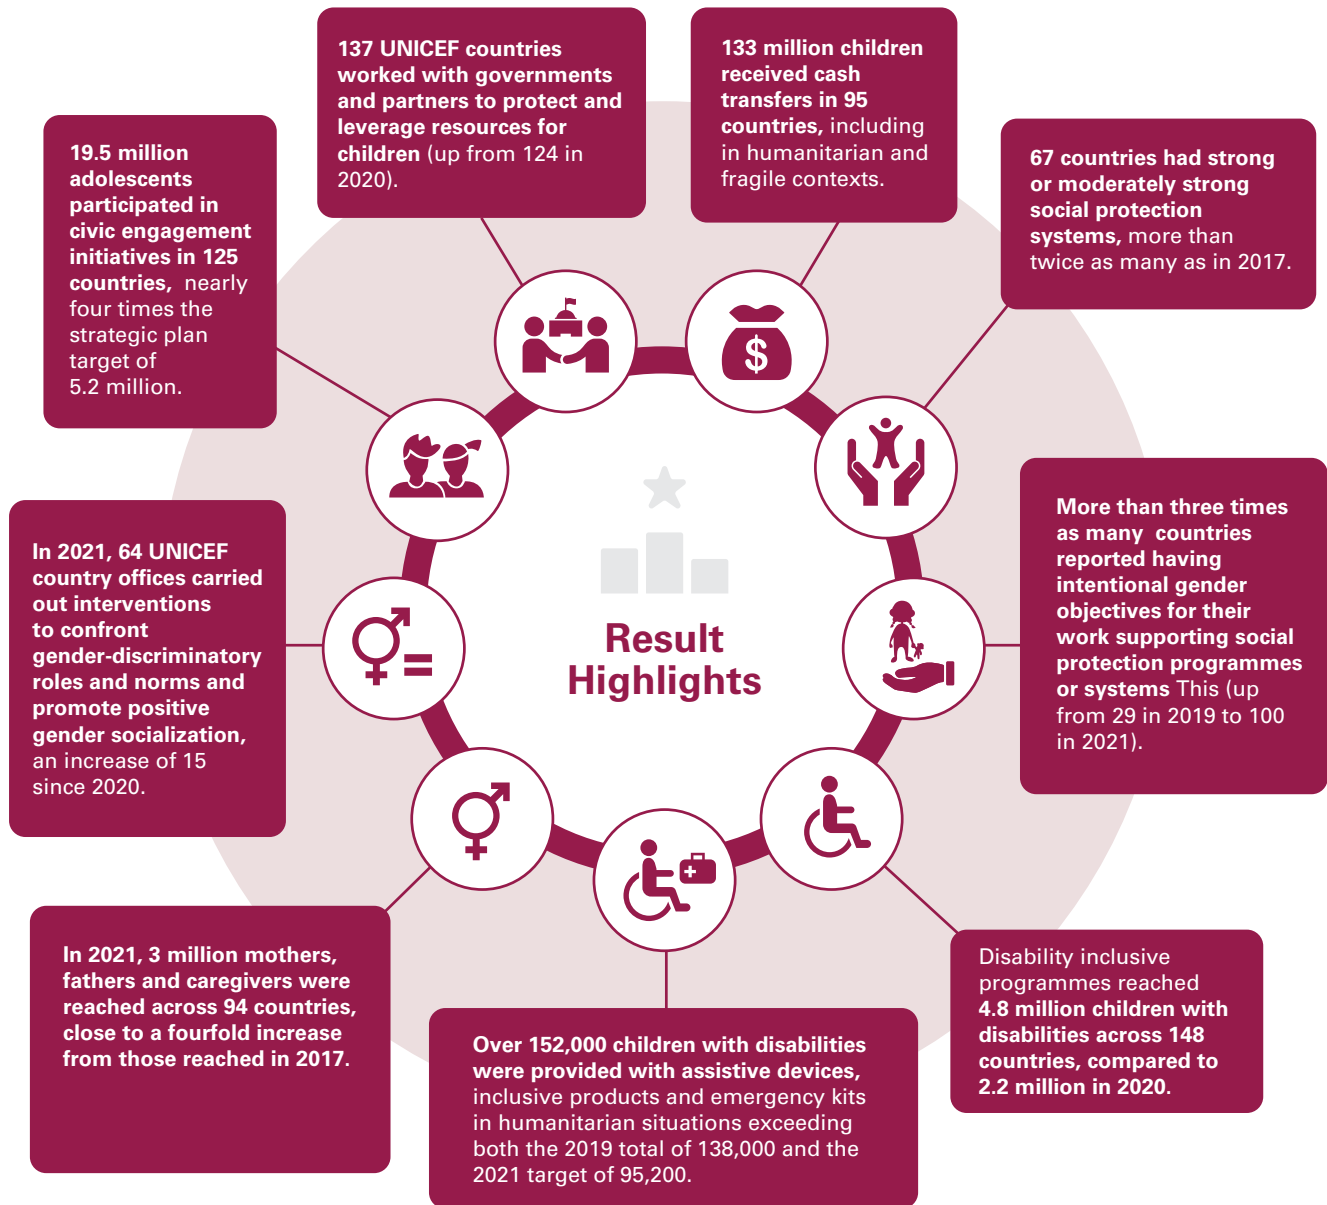 137 UNICEF countries
worked with governments
and partners to protect and
leverage resources for
children (up from 124 in
2020).
133 million children
received cash
transfers in 95
countries, including
in humanitarian and
fragile contexts.
19.5 million
adolescents
participated in
civic engagement
initiatives in 125
countries, nearly
four times the
strategic plan
target of
5.2 million.
67 countries had strong
or moderately strong
social protection
systems, more than
twice as many as in 2017.
$
In 2021, 64 UNICEF
country offices carried
out interventions
to confront
gender-discriminatory
roles and norms and
promote positive
gender socialization,
an increase of 15
since 2020.
Result
Highlights
More than three times
as many countries
reported having
intentional gender
objectives for their
work supporting social
protection programmes
or systems This (up
from 29 in 2019 to 100
in 2021).
In 2021, 3 million mothers,
fathers and caregivers were
reached across 94 countries,
close to a fourfold increase
from those reached in 2017.
Over 152,000 children with disabilities
were provided with assistive devices,
inclusive products and emergency kits
in humanitarian situations exceeding
both the 2019 total of 138,000 and the
2021 target of 95,200.
Disability inclusive
programmes reached
4.8 million children with
disabilities across 148
countries, compared to
2.2 million in 2020.